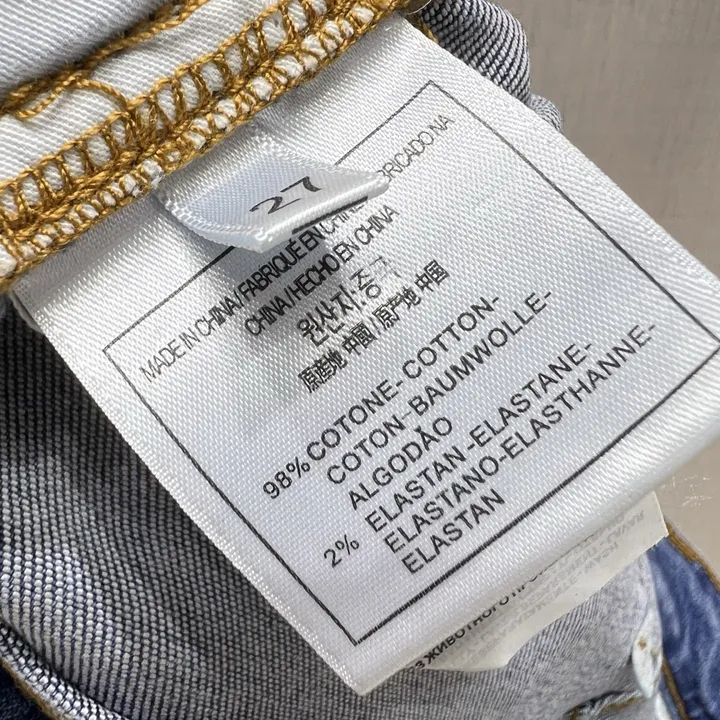 27
MADE IN CHINA/FABRIQUÉ EN CHINE/FABRICADO NA
CHINA/HECHO EN CHINA
원산지:중국
原産地 中國/原产地 中国
98% COTONE-COTTON-
COTON-BAUMWOLLE-
ALGODÃO
2% ELASTAN-ELASTANE-
ELASTANO-ELASTHANNE-
ELASTAN
ЖИВОТНОГО